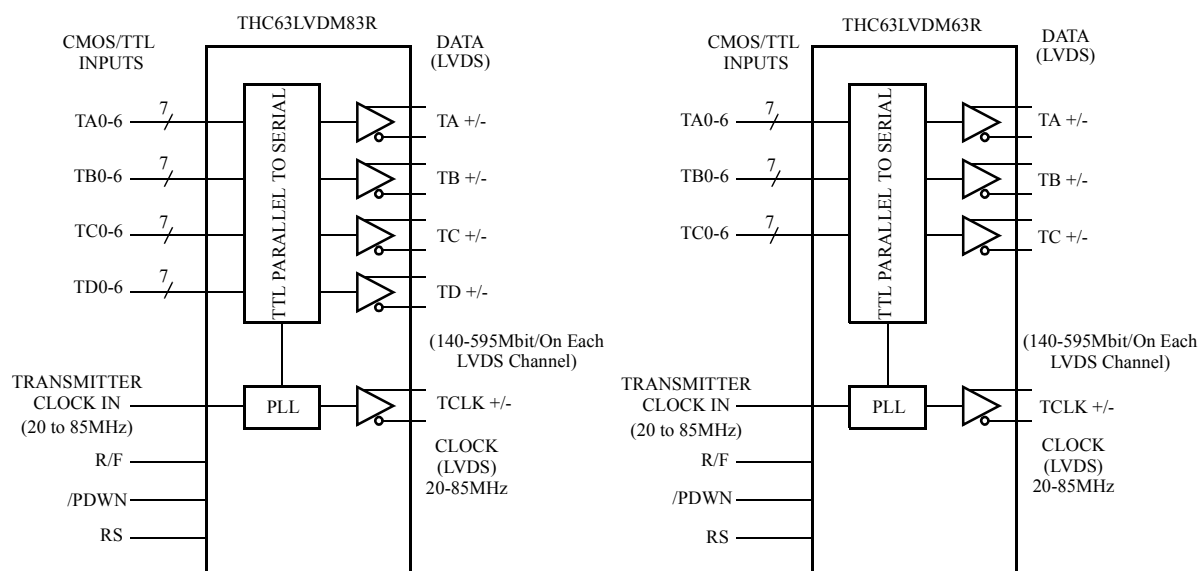 THC63LVDM83R
CMOS/TTL
INPUTS
DATA
(LVDS)
7
TA0-6
TA +/-
7
TB0-6
TB +/-
7
TC0-6
TC +/-
7
TD0-6
TD +/-
TTL PARALLEL TO SERIAL
(140-595Mbit/On Each
LVDS Channel)
TRANSMITTER
CLOCK IN
(20 to 85MHz)
PLL
TCLK +/-
CLOCK
(LVDS)
20-85MHz
R/F
/PDWN
RS
THC63LVDM63R
CMOS/TTL
INPUTS
DATA
(LVDS)
7
TA0-6
TA +/-
7
TB0-6
TB +/-
7
TC0-6
TC +/-
TTL PARALLEL TO SERIAL
(140-595Mbit/On Each
LVDS Channel)
TRANSMITTER
CLOCK IN
(20 to 85MHz)
PLL
TCLK +/-
CLOCK
(LVDS)
20-85MHz
R/F
/PDWN
RS